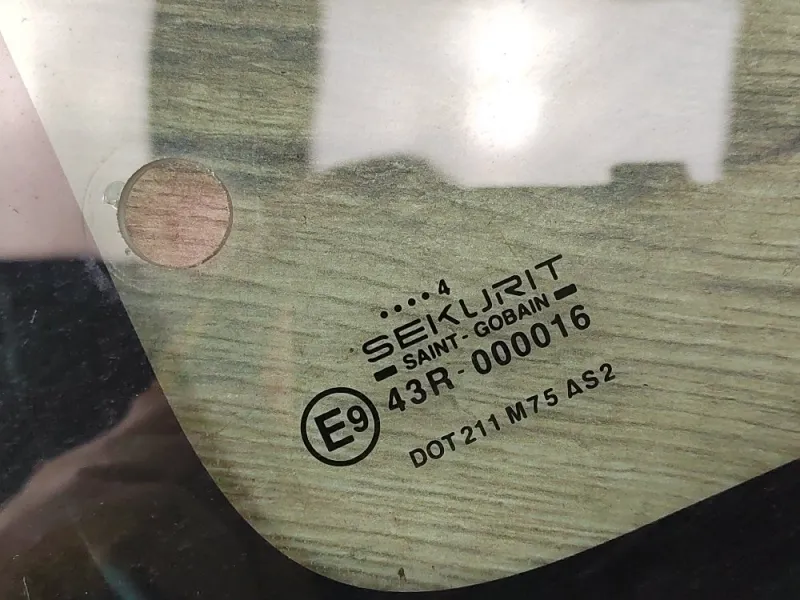 ....4
SEKURIT
SAINT-GOBAIN
E9
43R-000016
DOT 211 M75 AS2